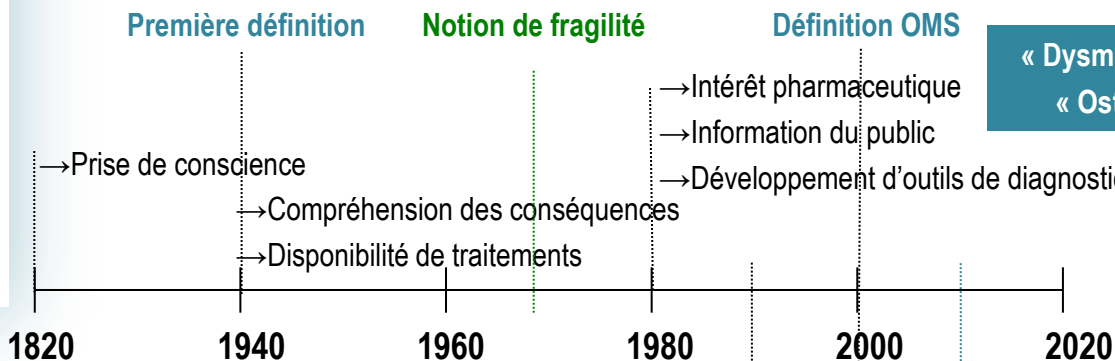 Première définition
Notion de fragilité
Définition OMS
« Dysm
« Ost
→Intérêt pharmaceutique
→Information du public
→Prise de conscience
→Développement d’outils de diagnostic
→Compréhension des conséquences
→Disponibilité de traitements
1820
1940
1960
1980
2000
2020